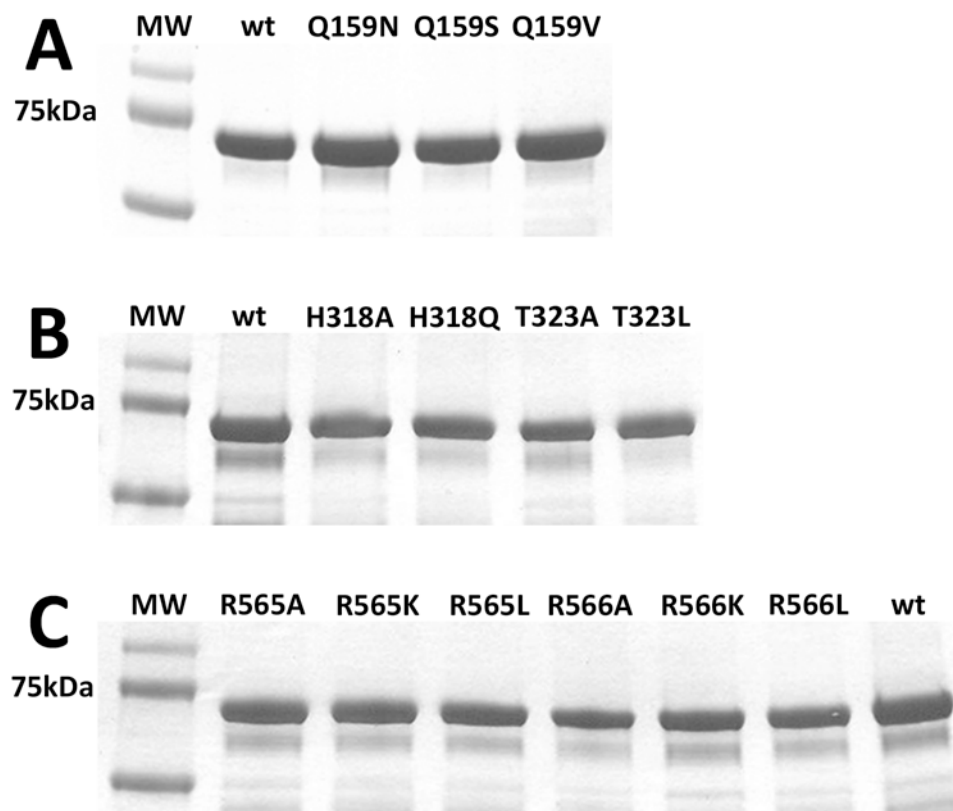 A
MW wt Q159N Q159S Q159V
75kDa
B
MW wt H318A H318Q T323A T323L
75kDa
C
MW R565A R565K R565L R566A R566K R566L wt
75kDa